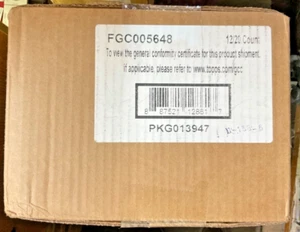 FGC005648 12/20 Count
To view the general conformity certificate for this product shipment,
if applicable, please refer to www.topps.com/gcc
PKG013947